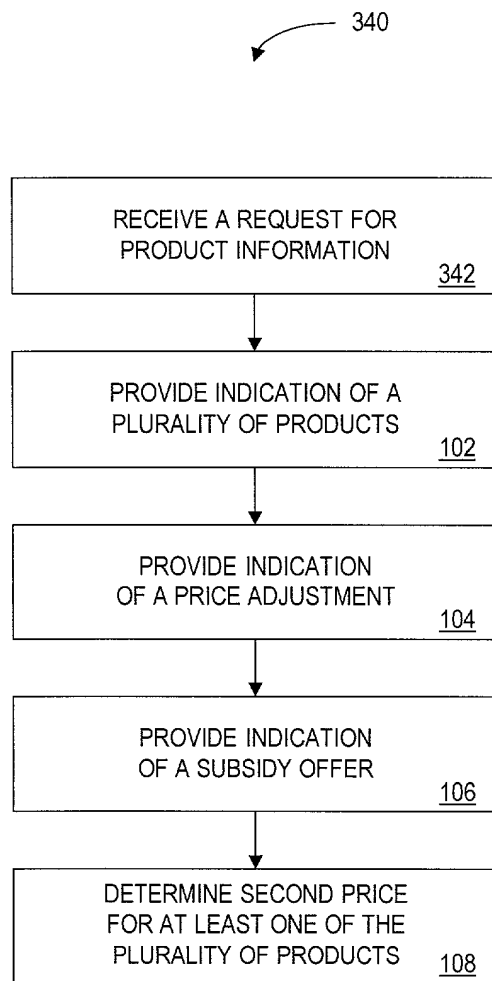 340
RECEIVE A REQUEST FOR
PRODUCT INFORMATION
342
PROVIDE INDICATION OF A
PLURALITY OF PRODUCTS
102
PROVIDE INDICATION
OF A PRICE ADJUSTMENT
104
PROVIDE INDICATION
OF A SUBSIDY OFFER
106
DETERMINE SECOND PRICE
FOR AT LEAST ONE OF THE
PLURALITY OF PRODUCTS
108